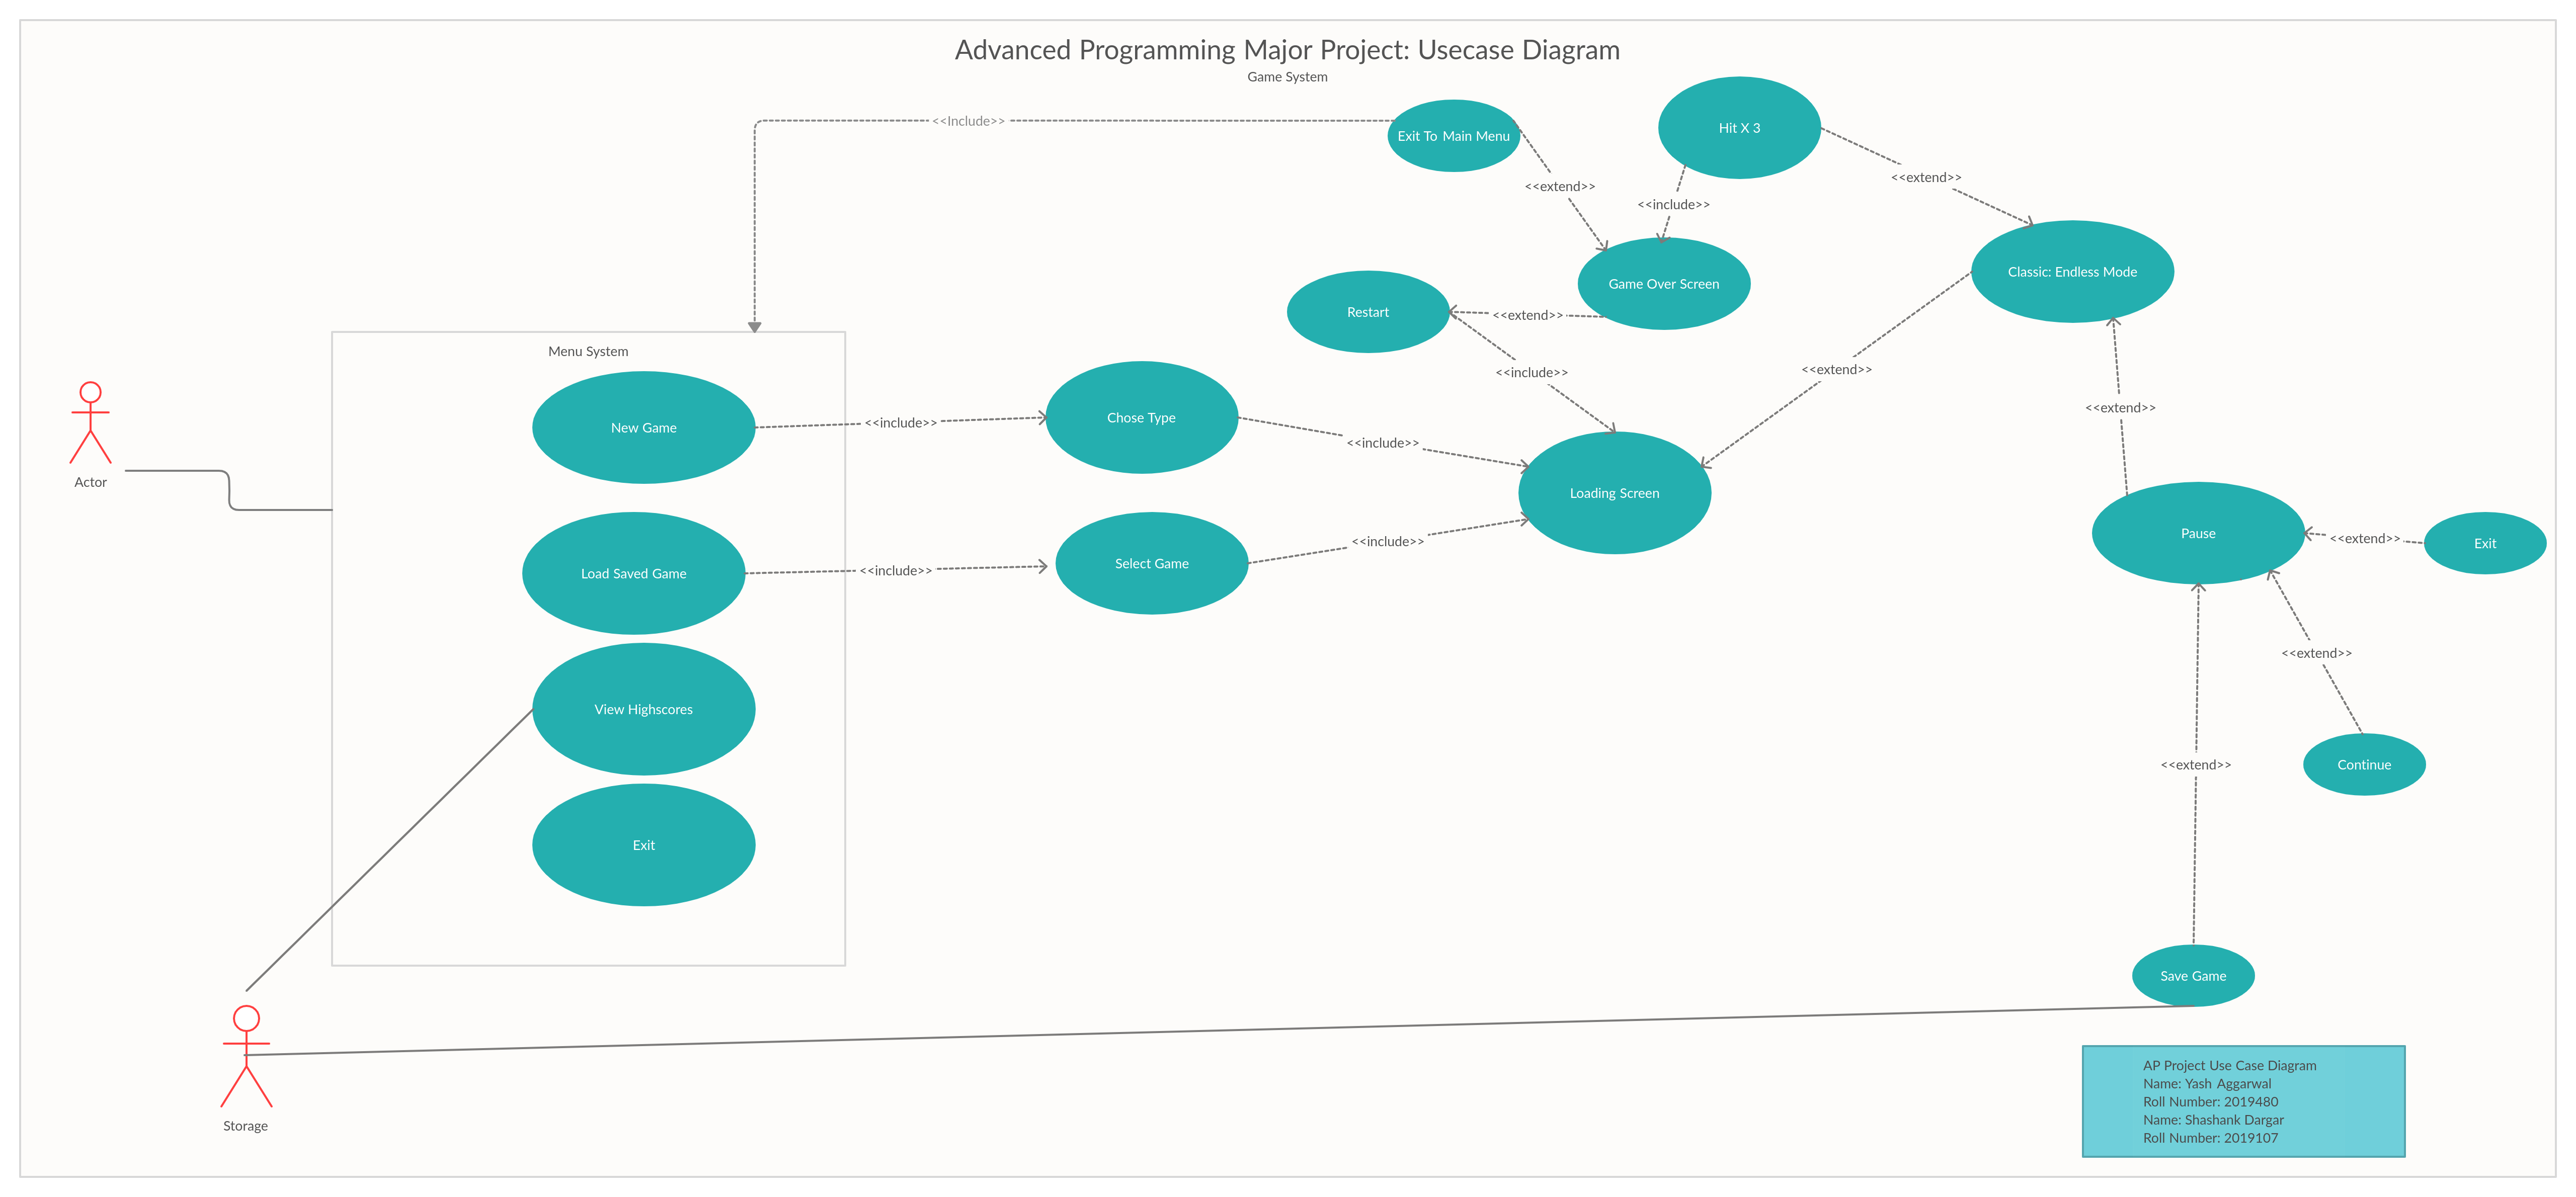 Advanced Programming Major Project: Usecase Diagram
Game System
<<Include>>
Exit To Main Menu
Hit X 3
<<extend>>
<<extend>>
<<include>>
Classic: Endless Mode
Game Over Screen
Restart
<<extend>>
Menu System
<<include>>
<<extend>>
New Game
<<include>>
Chose Type
<<include>>
<<extend>>
Actor
Loading Screen
Load Saved Game
<<include>>
Select Game
<<include>>
Pause
<<extend>>
Exit
<<extend>>
View Highscores
<<extend>>
Continue
Exit
Save Game
Storage
AP Project Use Case Diagram
Name: Yash Aggarwal
Roll Number: 2019480
Name: Shashank Dargar
Roll Number: 2019107